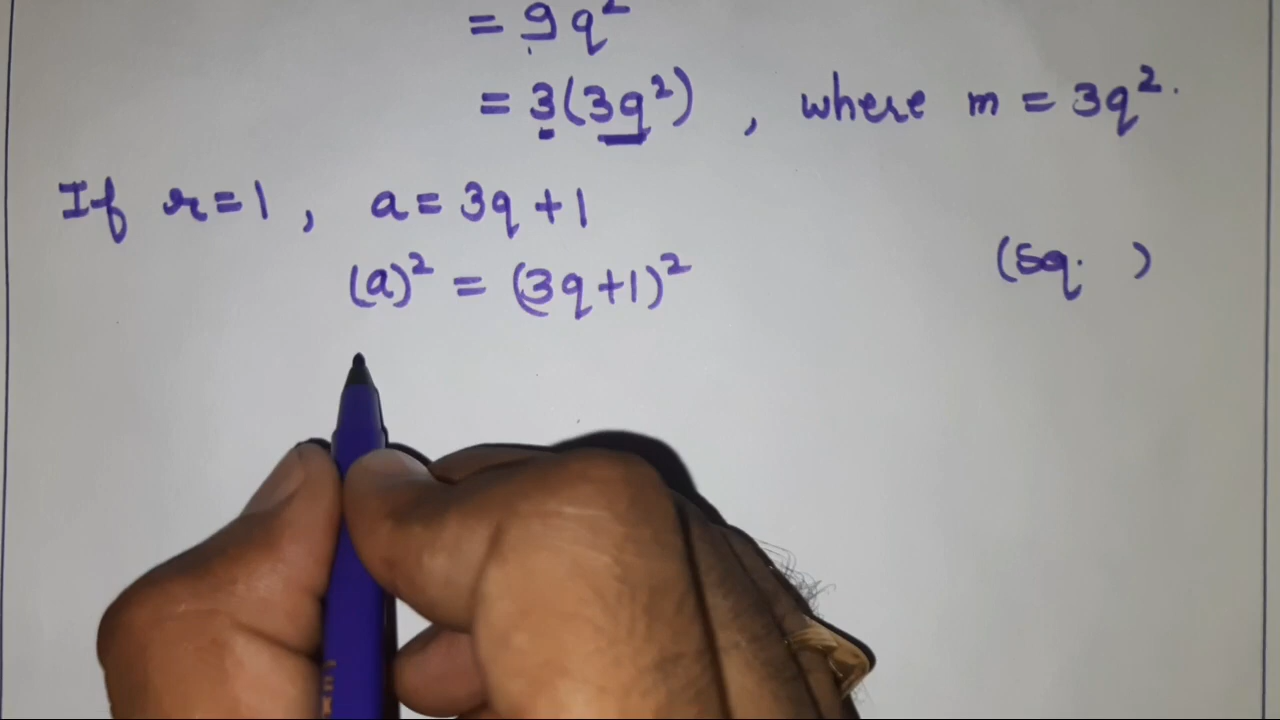 = 9q²
= 3(3q²) , where m = 3q².
If r=1, a= 3q +1
(a)² = (3q+1)² (sq. )